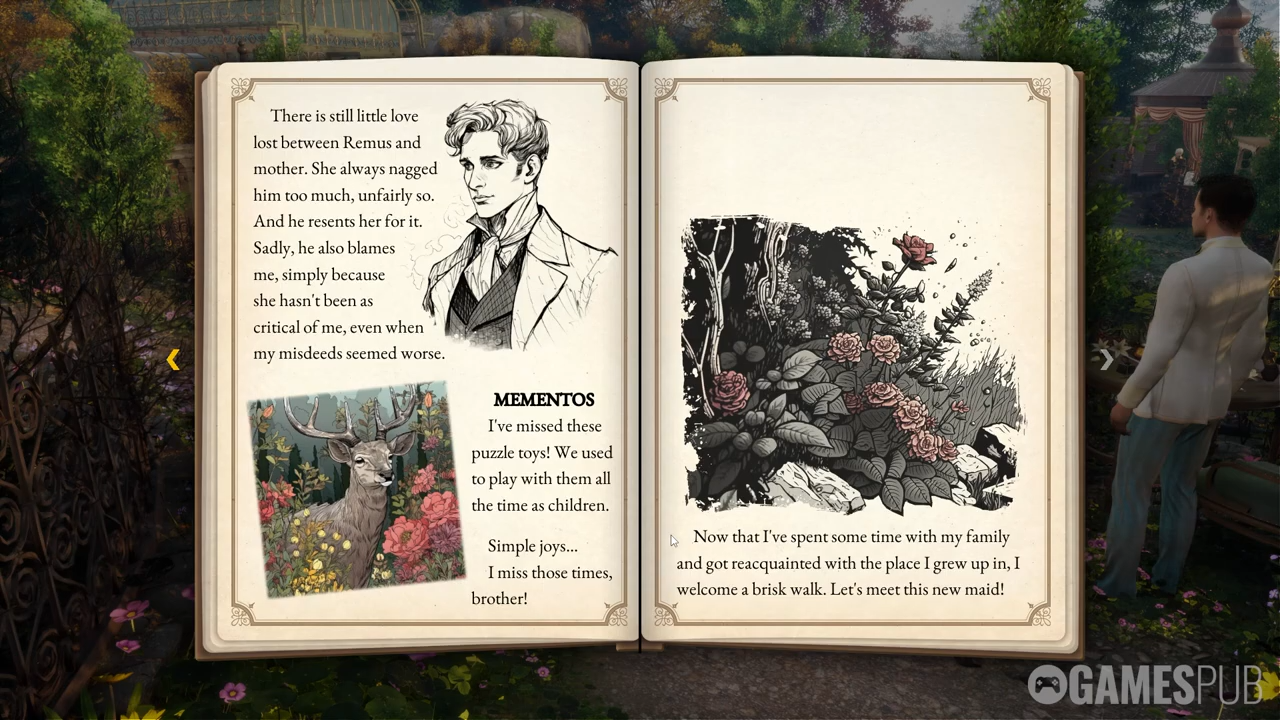 There is still little love
lost between Remus and
mother. She always nagged
him too much, unfairly so.
And he resents her for it.
Sadly, he also blames
me, simply because
she hasn't been as
critical of me, even when
my misdeeds seemed worse.
MEMENTOS
I've missed these
puzzle toys! We used
to play with them all
the time as children.
Simple joys...
I miss those times,
brother!
Now that I've spent some time with my family
and got reacquainted with the place I grew up in, I
welcome a brisk walk. Let's meet this new maid!
GAMESPUB